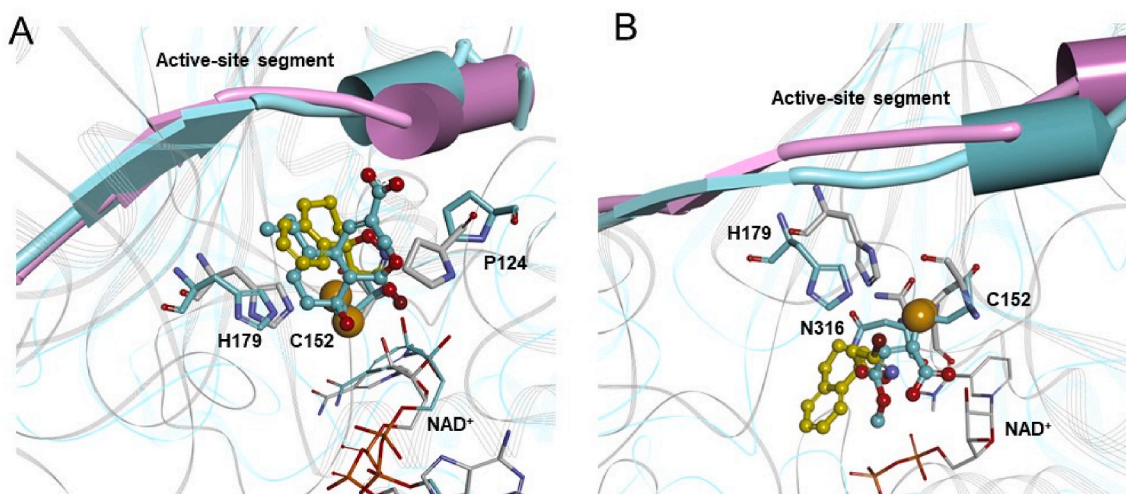 A
Active-site segment
P124
H179
C152
NAD+
B
Active-site segment
H179
C152
N316
NAD+